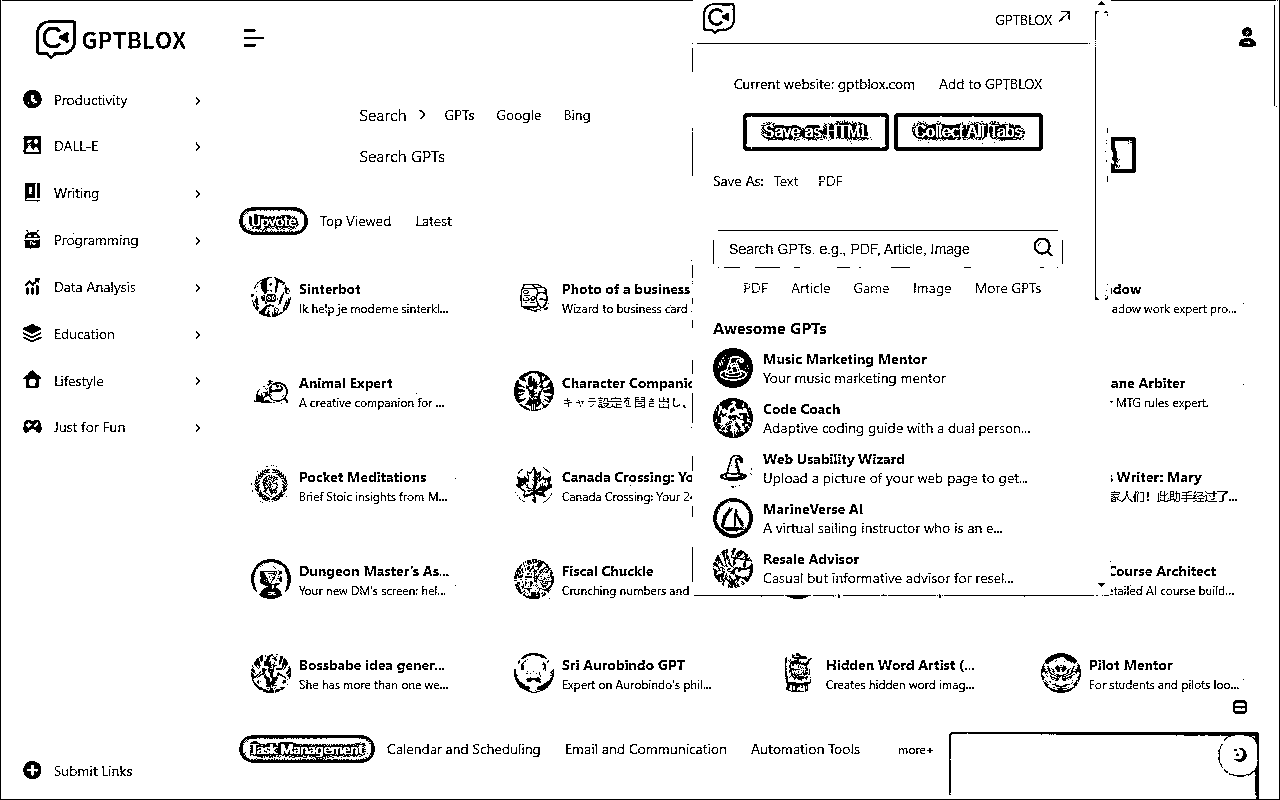 GPTBLOX
Productivity
DALL-E
Writing
Programming
Data Analysis
Education
Lifestyle
Just for Fun
Submit Links
Search > GPTs Google Bing
Search GPTs
Upvote Top Viewed Latest
Sinterbot
Ik help je moderne sinterkl...
Photo of a business
Wizard to business card
dow
adow work expert pro...
Animal Expert
A creative companion for ...
Character Companio
キャラ設定を聞き出し、
ane Arbiter
MTG rules expert.
Pocket Meditations
Brief Stoic insights from M...
Canada Crossing: Yo
Canada Crossing: Your 24
Writer: Mary
家人们！此助手经过了...
Dungeon Master's As...
Your new DM's screen: hel...
Fiscal Chuckle
Crunching numbers and
Course Architect
etailed AI course build...
Bossbabe idea gener...
She has more than one we...
Sri Aurobindo GPT
Expert on Aurobindo's phil...
Hidden Word Artist (...
Creates hidden word imag...
Pilot Mentor
For students and pilots loo...
Task Management Calendar and Scheduling Email and Communication Automation Tools more+
GPTBLOX
Current website: gptblox.com Add to GPTBLOX
Save as HTML Collect All Tabs
Save As: Text PDF
Search GPTs. e.g., PDF, Article, Image
PDF Article Game Image More GPTs
Awesome GPTs
Music Marketing Mentor
Your music marketing mentor
Code Coach
Adaptive coding guide with a dual person...
Web Usability Wizard
Upload a picture of your web page to get...
MarineVerse AI
A virtual sailing instructor who is an e...
Resale Advisor
Casual but informative advisor for resel...